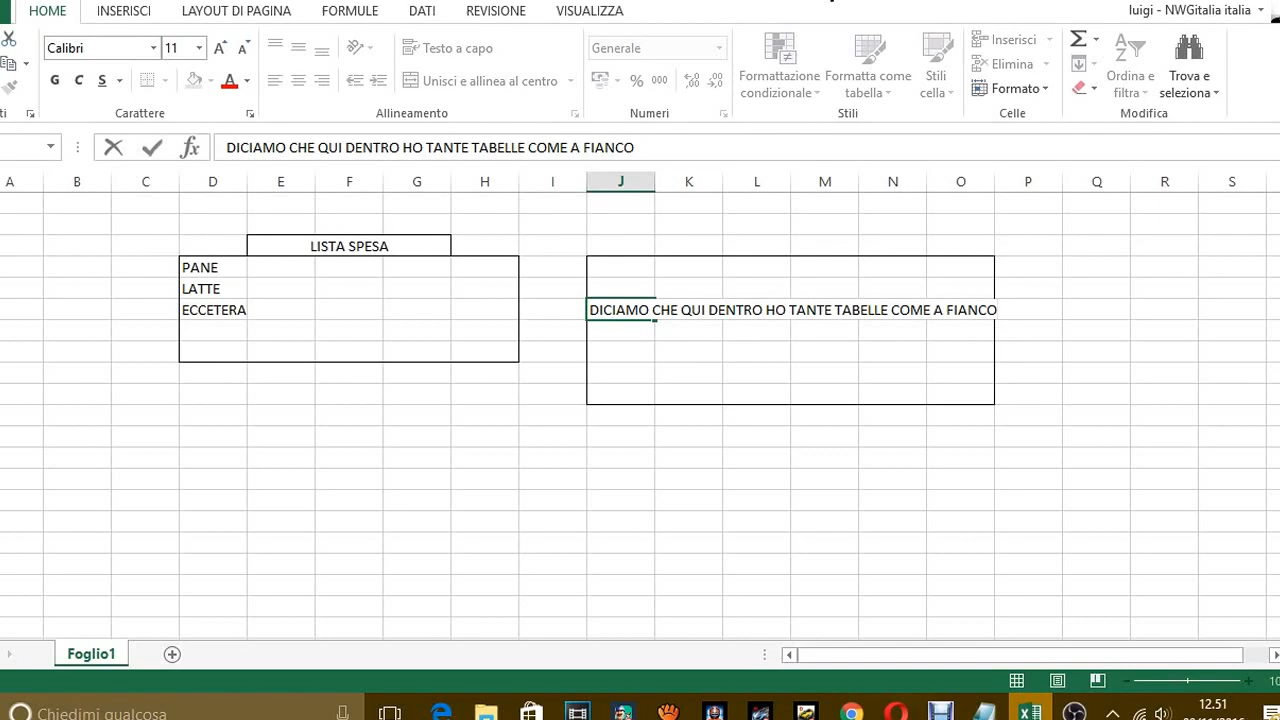 HOME INSERISCI LAYOUT DI PAGINA FORMULE DATI REVISIONE VISUALIZZA luigi - NWGitalia italia
Calibri 11 Testo a capo Generale Inserisci
G C S A Unisci e allinea al centro % 000 Elimina
Formattazione condizionale Formatta come tabella Stili cella Formato Ordina e filtra Trova e seleziona
Carattere Allineamento Numeri Stili Celle Modifica
fx DICIAMO CHE QUI DENTRO HO TANTE TABELLE COME A FIANCO
A B C D E F G H I J K L M N O P Q R S
LISTA SPESA
PANE
LATTE
ECCETERA DICIAMO CHE QUI DENTRO HO TANTE TABELLE COME A FIANCO
Foglio1
Chiedimi qualcosa 12.51